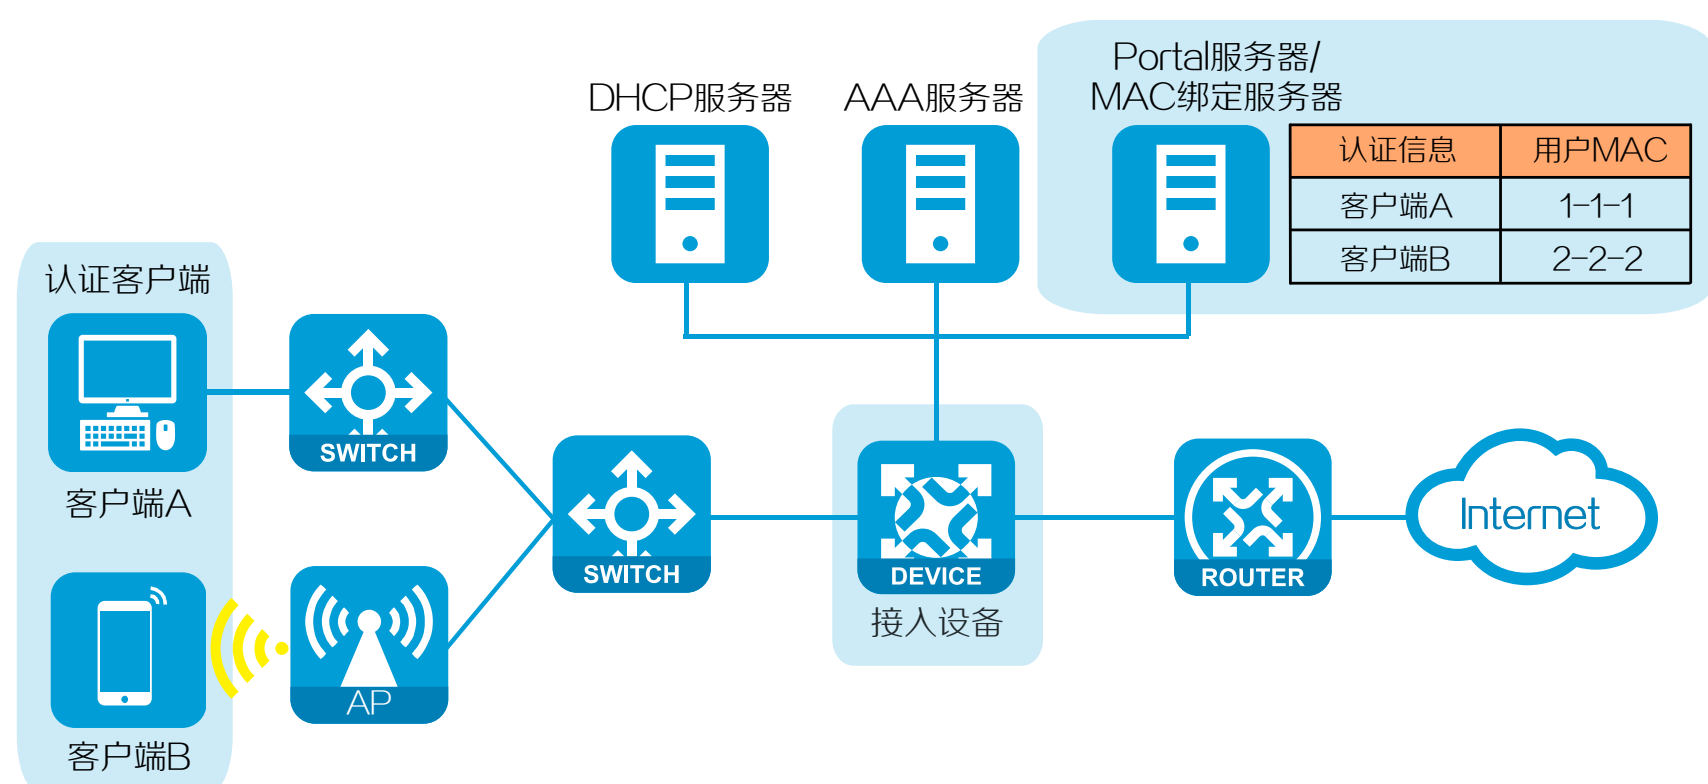 Portal服务器/
MAC绑定服务器
DHCP服务器
AAA服务器
认证信息 用户MAC
客户端A 1-1-1
客户端B 2-2-2
认证客户端
客户端A
SWITCH
SWITCH
DEVICE
接入设备
ROUTER
Internet
AP
客户端B